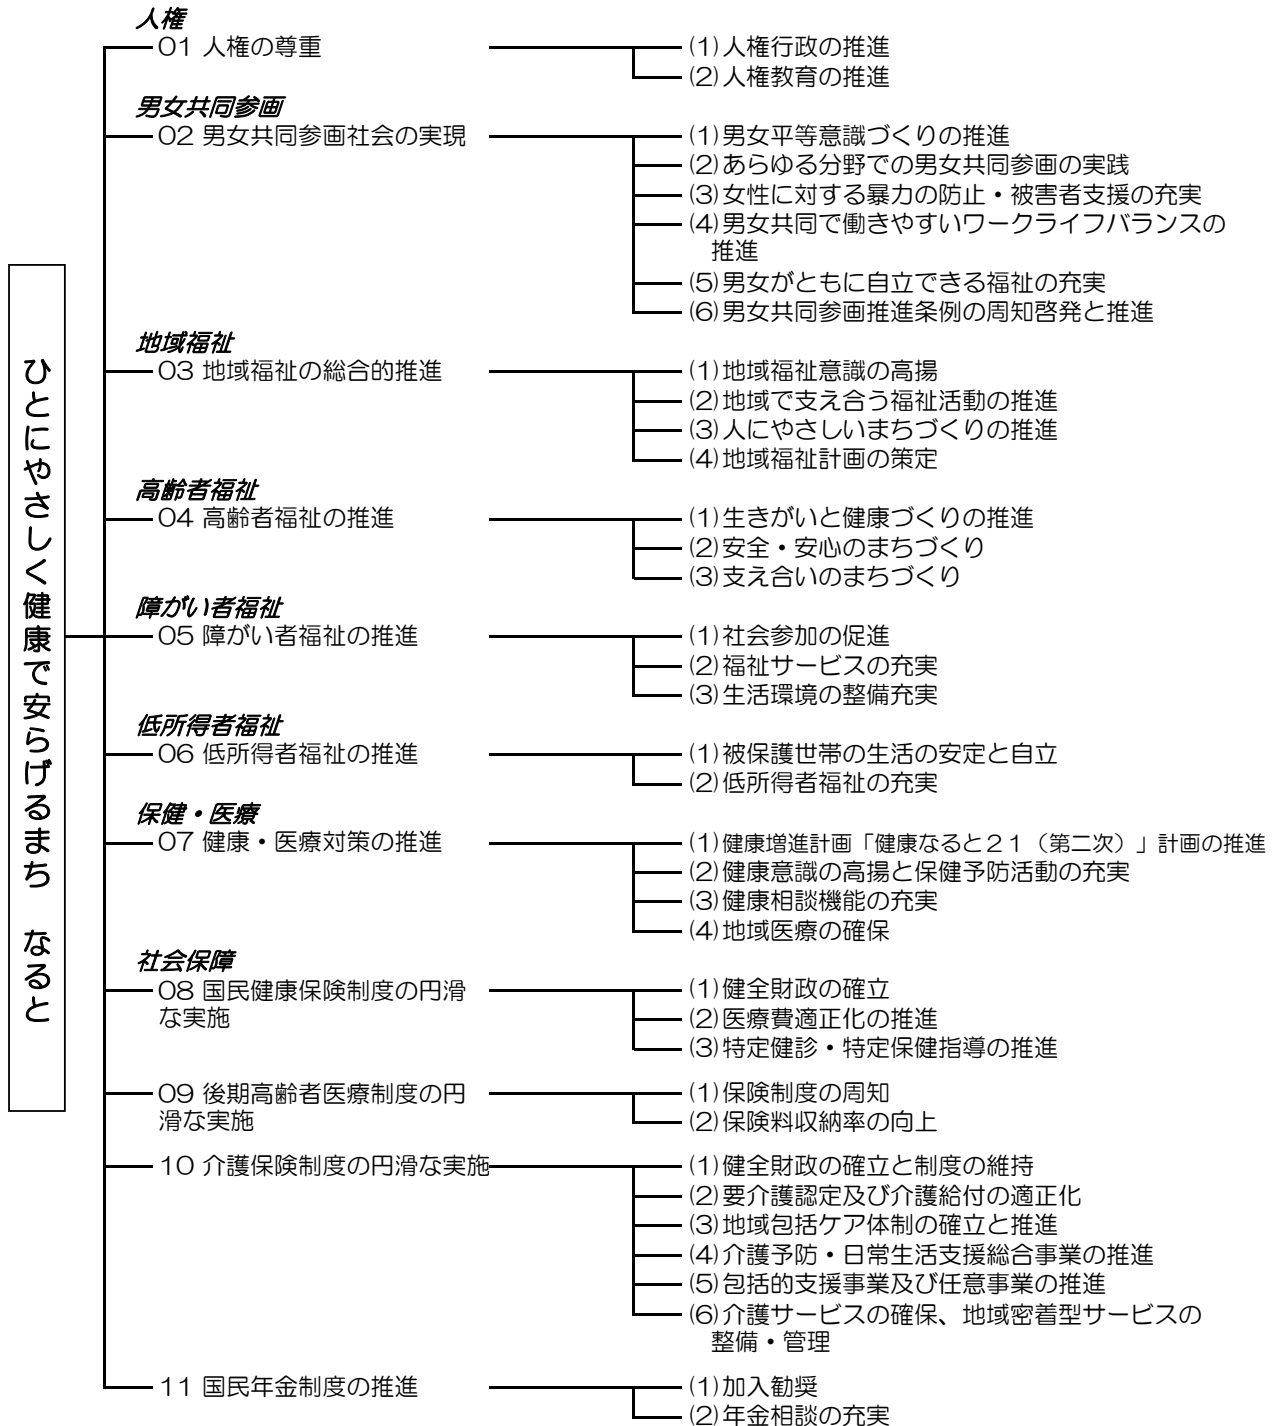 ひとにやさしく健康で安らげるまち　なると
人権
01 人権の尊重
(1)人権行政の推進
(2)人権教育の推進
男女共同参画
02 男女共同参画社会の実現
(1)男女平等意識づくりの推進
(2)あらゆる分野での男女共同参画の実践
(3)女性に対する暴力の防止・被害者支援の充実
(4)男女共同で働きやすいワークライフバランスの
推進
(5)男女がともに自立できる福祉の充実
(6)男女共同参画推進条例の周知啓発と推進
地域福祉
03 地域福祉の総合的推進
(1)地域福祉意識の高揚
(2)地域で支え合う福祉活動の推進
(3)人にやさしいまちづくりの推進
(4)地域福祉計画の策定
高齢者福祉
04 高齢者福祉の推進
(1)生きがいと健康づくりの推進
(2)安全・安心のまちづくり
(3)支え合いのまちづくり
障がい者福祉
05 障がい者福祉の推進
(1)社会参加の促進
(2)福祉サービスの充実
(3)生活環境の整備充実
低所得者福祉
06 低所得者福祉の推進
(1)被保護世帯の生活の安定と自立
(2)低所得者福祉の充実
保健・医療
07 健康・医療対策の推進
(1)健康増進計画「健康なると２１（第二次）」計画の推進
(2)健康意識の高揚と保健予防活動の充実
(3)健康相談機能の充実
(4)地域医療の確保
社会保障
08 国民健康保険制度の円滑
な実施
(1)健全財政の確立
(2)医療費適正化の推進
(3)特定健診・特定保健指導の推進
09 後期高齢者医療制度の円
滑な実施
(1)保険制度の周知
(2)保険料収納率の向上
10 介護保険制度の円滑な実施
(1)健全財政の確立と制度の維持
(2)要介護認定及び介護給付の適正化
(3)地域包括ケア体制の確立と推進
(4)介護予防・日常生活支援総合事業の推進
(5)包括的支援事業及び任意事業の推進
(6)介護サービスの確保、地域密着型サービスの
整備・管理
11 国民年金制度の推進
(1)加入勧奨
(2)年金相談の充実